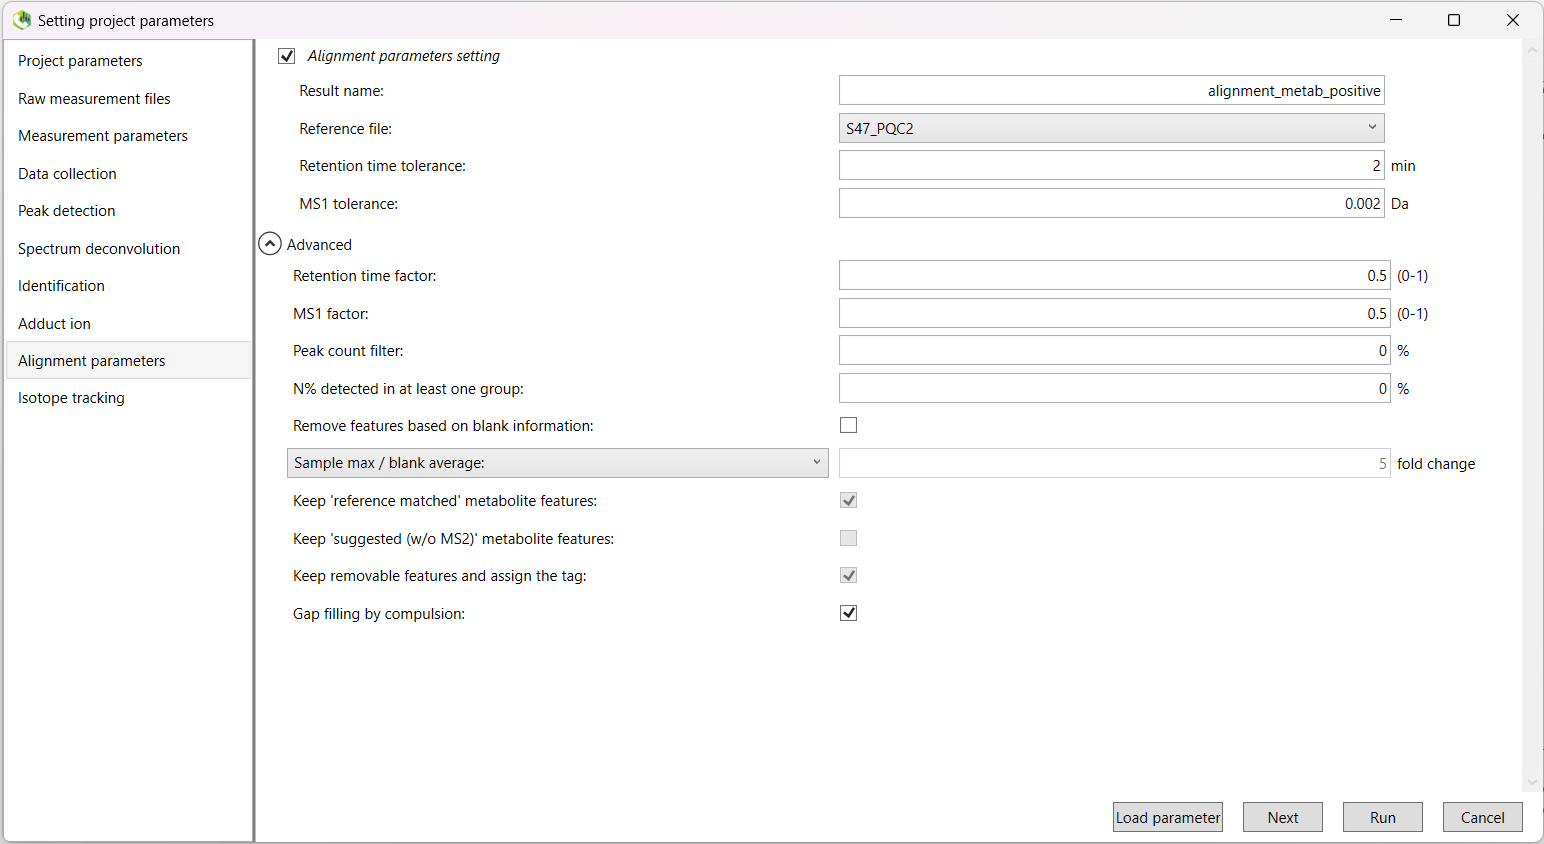 Setting project parameters
Project parameters
Raw measurement files
Measurement parameters
Data collection
Peak detection
Spectrum deconvolution
Identification
Adduct ion
Alignment parameters
Isotope tracking
Alignment parameters setting
Result name: alignment_metab_positive
Reference file: S47_PQC2
Retention time tolerance: 2 min
MS1 tolerance: 0.002 Da
Advanced
Retention time factor: 0.5 (0-1)
MS1 factor: 0.5 (0-1)
Peak count filter: 0 %
N% detected in at least one group: 0 %
Remove features based on blank information:
Sample max / blank average: 5 fold change
Keep 'reference matched' metabolite features:
Keep 'suggested (w/o MS2)' metabolite features:
Keep removable features and assign the tag:
Gap filling by compulsion:
Load parameter Next Run Cancel